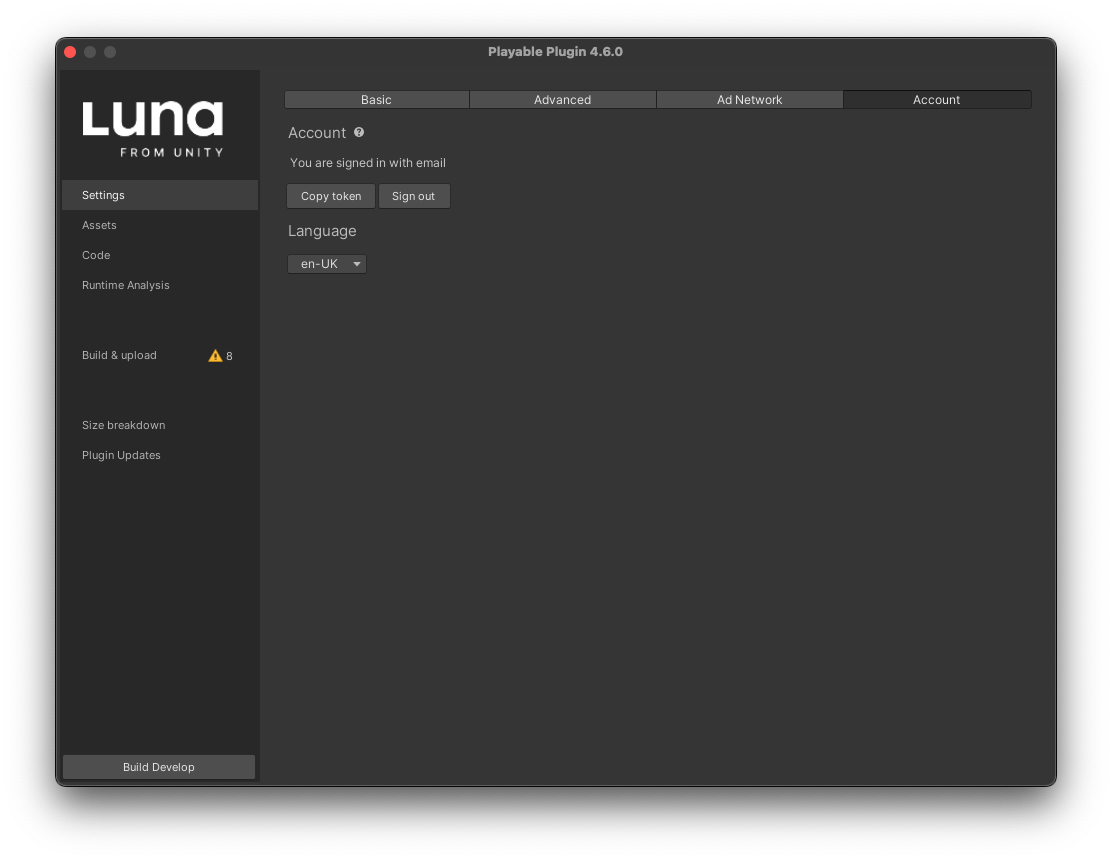 Playable Plugin 4.6.0
Luna
FROM UNITY
Settings
Assets
Code
Runtime Analysis
Build & upload 8
Size breakdown
Plugin Updates
Build Develop
Basic Advanced Ad Network Account
Account
You are signed in with email
Copy token Sign out
Language
en-UK